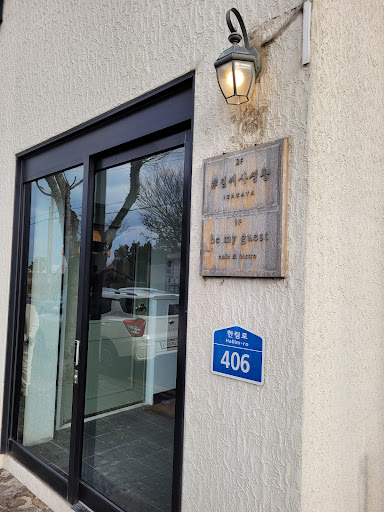 2F
IZAKAYA
1F
be my guest
cafe & bistro
한림로
Hallim-ro
406